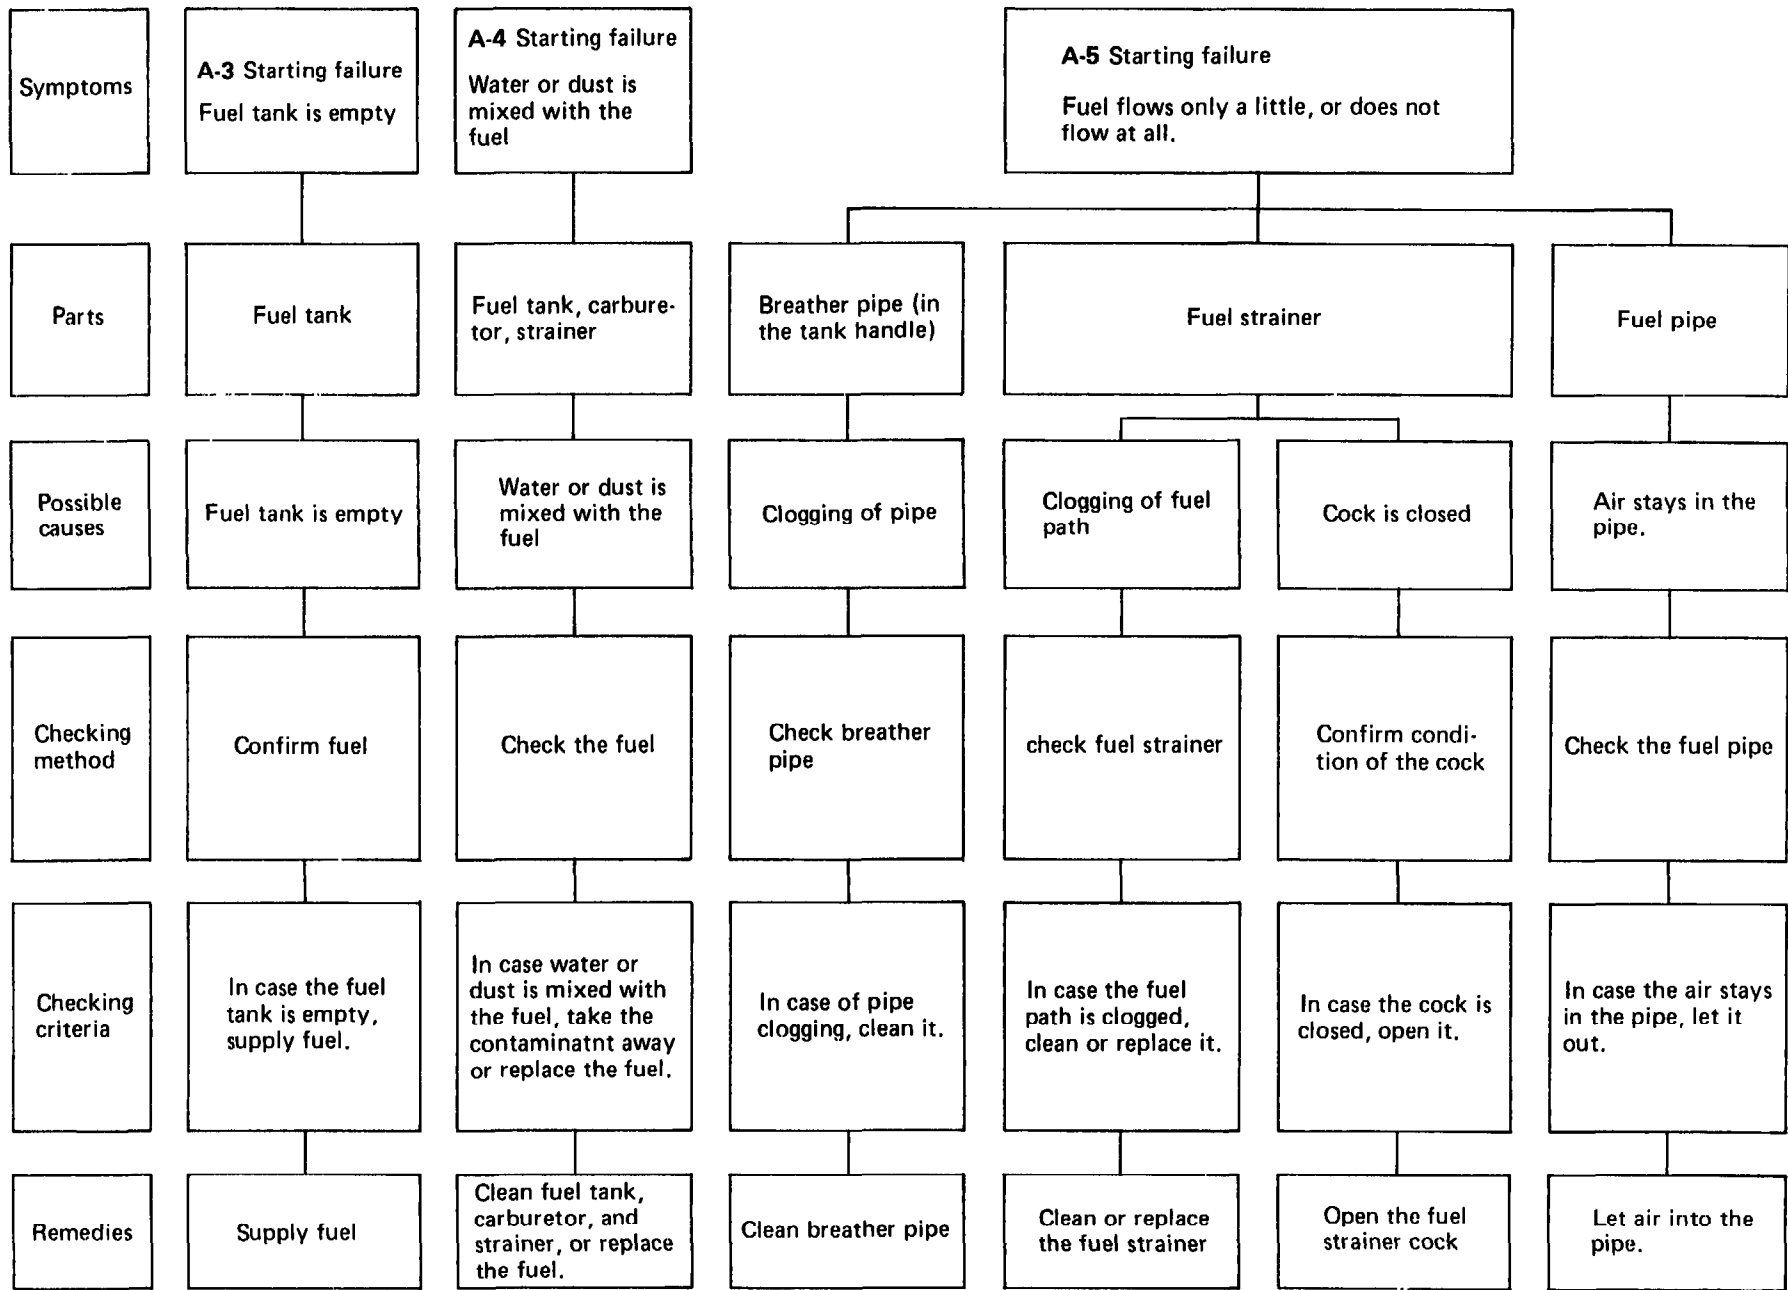 Symptoms
A-3 Starting failure
Fuel tank is empty
A-4 Starting failure
Water or dust is
mixed with the
fuel
A-5 Starting failure
Fuel flows only a little, or does not
flow at all.
Parts
Fuel tank
Fuel tank, carbure-
tor, strainer
Breather pipe (in
the tank handle)
Fuel strainer
Fuel pipe
Possible
causes
Fuel tank is empty
Water or dust is
mixed with the
fuel
Clogging of pipe
Clogging of fuel
path
Cock is closed
Air stays in the
pipe.
Checking
method
Confirm fuel
Check the fuel
Check breather
pipe
check fuel strainer
Confirm condi-
tion of the cock
Check the fuel pipe
Checking
criteria
In case the fuel
tank is empty,
supply fuel.
In case water or
dust is mixed with
the fuel, take the
contaminatnt away
or replace the fuel.
In case of pipe
clogging, clean it.
In case the fuel
path is clogged,
clean or replace it.
In case the cock is
closed, open it.
In case the air stays
in the pipe, let it
out.
Remedies
Supply fuel
Clean fuel tank,
carburetor, and
strainer, or replace
the fuel.
Clean breather pipe
Clean or replace
the fuel strainer
Open the fuel
strainer cock
Let air into the
pipe.